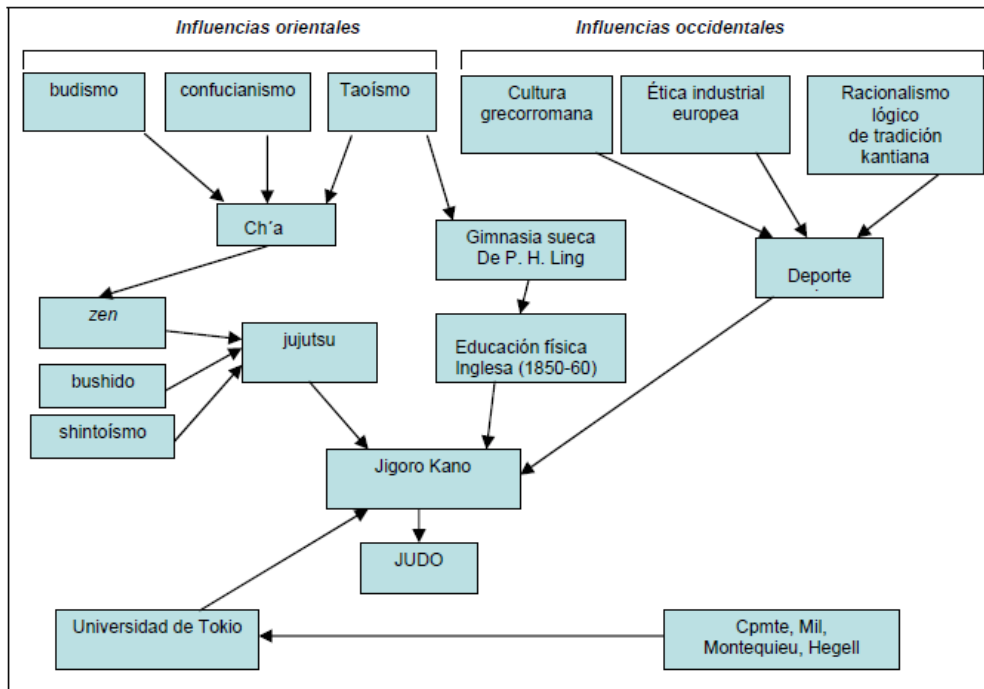 Influencias orientales
Influencias occidentales
budismo
confucianismo
Taoísmo
Cultura
grecorromana
Ética industrial
europea
Racionalismo
lógico
de tradición
kantiana
Ch´a
Gimnasia sueca
De P. H. Ling
Deporte
zen
jujutsu
Educación física
Inglesa (1850-60)
bushido
shintoísmo
Jigoro Kano
JUDO
Universidad de Tokio
Cpmte, Mil,
Montequieu, Hegell